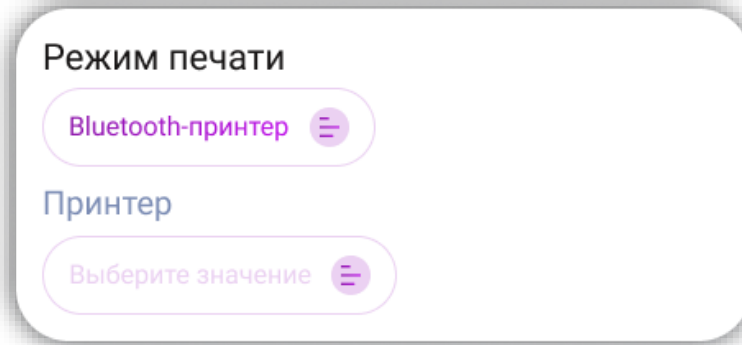 Режим печати
Bluetooth-принтер
Принтер
Выберите значение